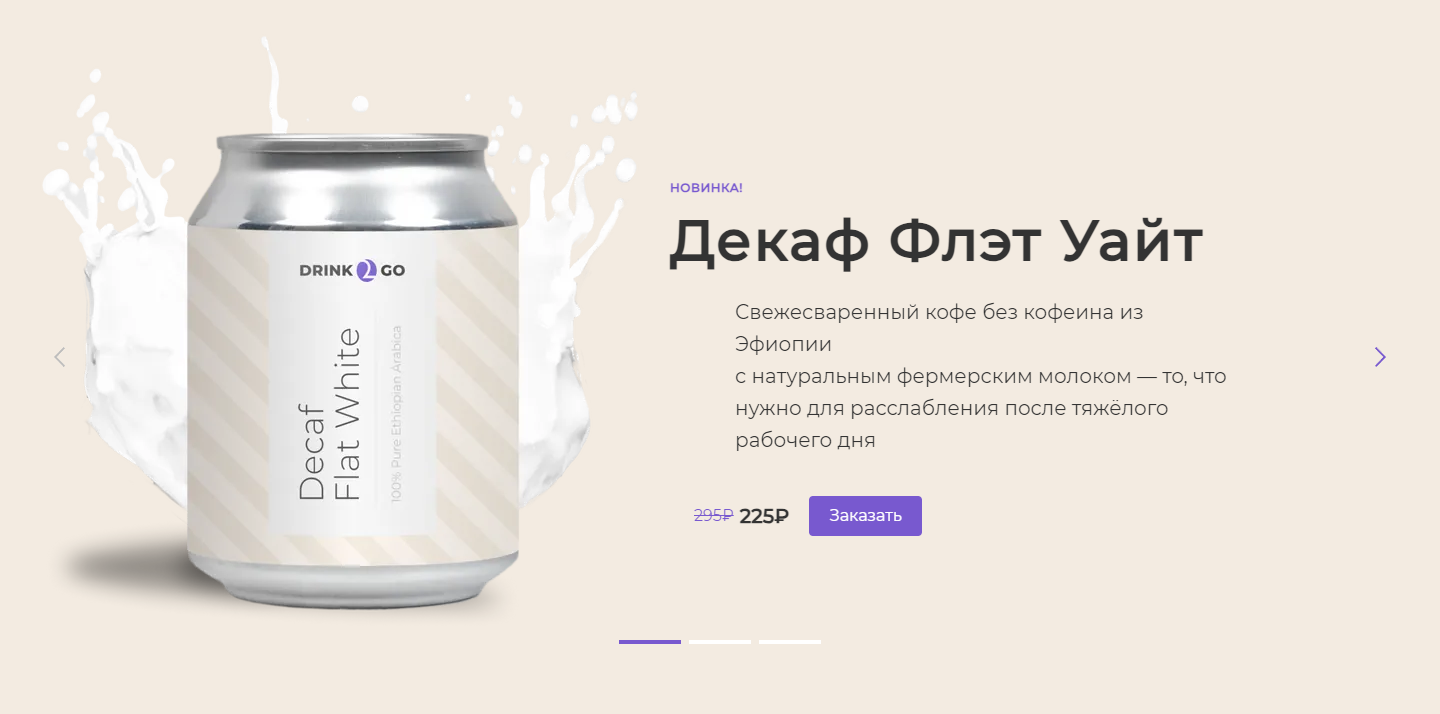 НОВИНКА!
Декаф Флэт Уайт
Свежесваренный кофе без кофеина из
Эфиопии
с натуральным фермерским молоком — то, что
нужно для расслабления после тяжёлого
рабочего дня
295₽ 225₽ Заказать
DRINK 2 GO
Decaf
Flat White
100% Pure Ethiopian Arabica